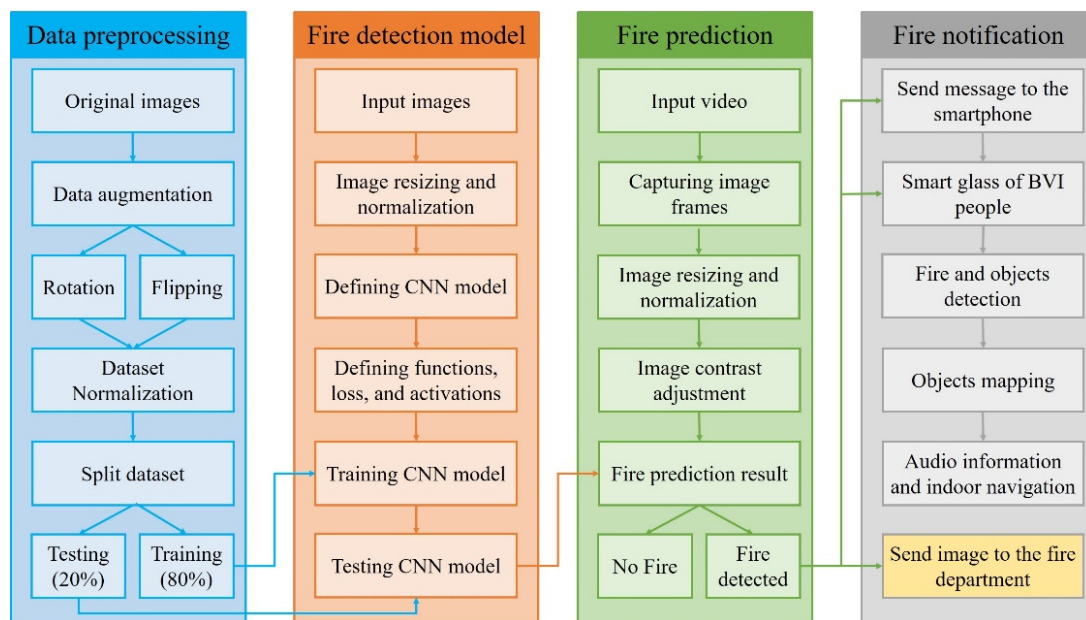 Data preprocessing
Original images
Data augmentation
Rotation
Flipping
Dataset
Normalization
Split dataset
Testing
(20%)
Training
(80%)
Fire detection model
Input images
Image resizing and
normalization
Defining CNN model
Defining functions,
loss, and activations
Training CNN model
Testing CNN model
Fire prediction
Input video
Capturing image
frames
Image resizing and
normalization
Image contrast
adjustment
Fire prediction result
No Fire
Fire
detected
Fire notification
Send message to the
smartphone
Smart glass of BVI
people
Fire and objects
detection
Objects mapping
Audio information
and indoor navigation
Send image to the fire
department